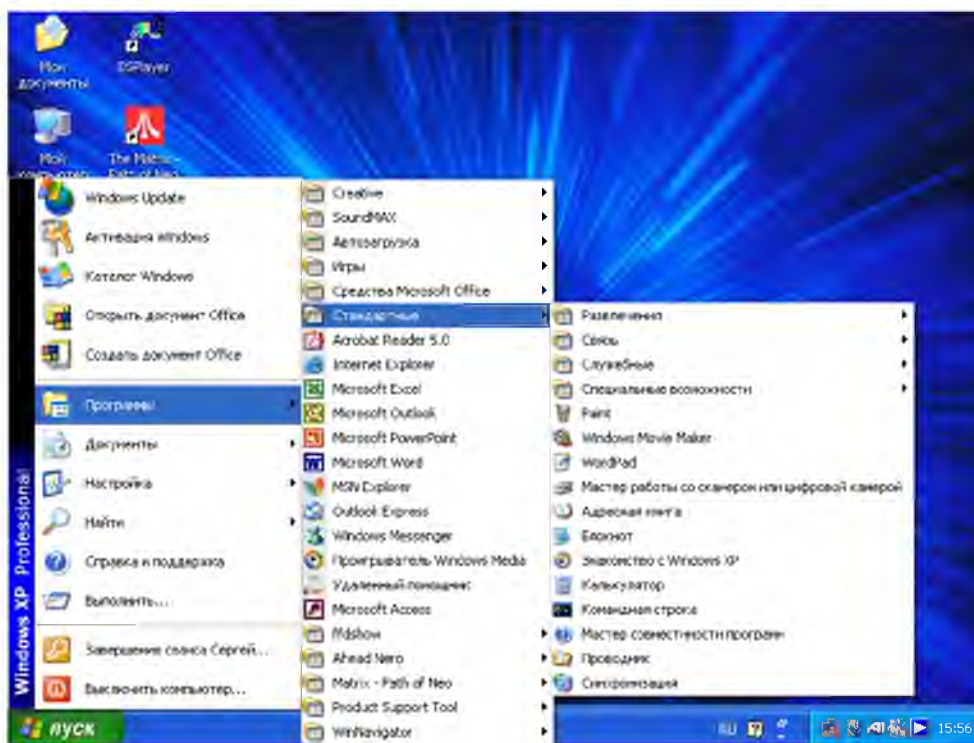 Мои
документы
DSPlayer
Мой
компьютер
The Matrix -
Path of Neo
Windows Update
Активация Windows
Каталог Windows
Открыть документ Office
Создать документ Office
Программы
Документы
Настройка
Найти
Справка и поддержка
Выполнить...
Завершение сеанса Сергей...
Выключить компьютер...
Windows XP Professional
Creative
SoundMAX
Автозагрузка
Игры
Средства Microsoft Office
Стандартные
Acrobat Reader 5.0
Internet Explorer
Microsoft Excel
Microsoft Outlook
Microsoft PowerPoint
Microsoft Word
MSN Explorer
Outlook Express
Windows Messenger
Проигрыватель Windows Media
Удаленный помощник
Microsoft Access
ffdshow
Ahead Nero
Matrix - Path of Neo
Product Support Tool
WinNavigator
Развлечения
Связь
Служебные
Специальные возможности
Paint
Windows Movie Maker
WordPad
Мастер работы со сканером или цифровой камерой
Адресная книга
Блокнот
Знакомство с Windows XP
Калькулятор
Командная строка
Мастер совместимости программ
Проводник
Синхронизация
пуск
RU
15:56